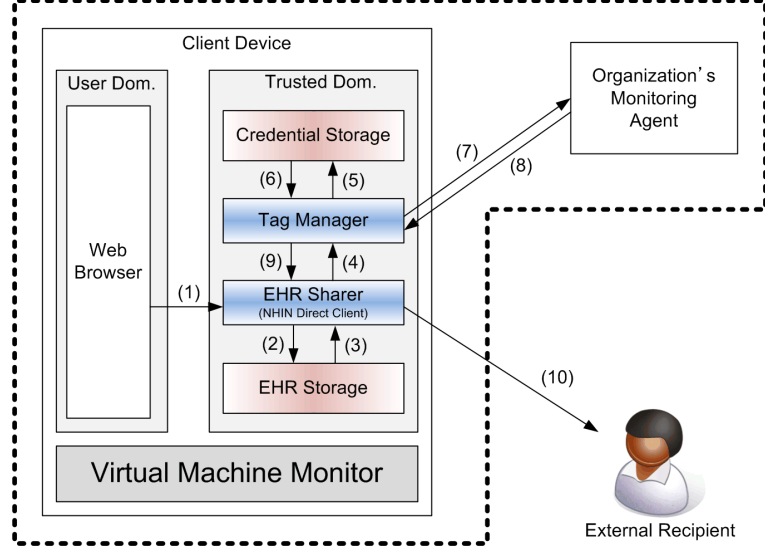 Client Device
User Dom.
Trusted Dom.
Organization's
Monitoring
Agent
Credential Storage
(7)
(8)
(6)
(5)
Tag Manager
Web
Browser
(9)
(4)
(1)
EHR Sharer
(NHIN Direct Client)
(2)
(3)
(10)
EHR Storage
Virtual Machine Monitor
External Recipient